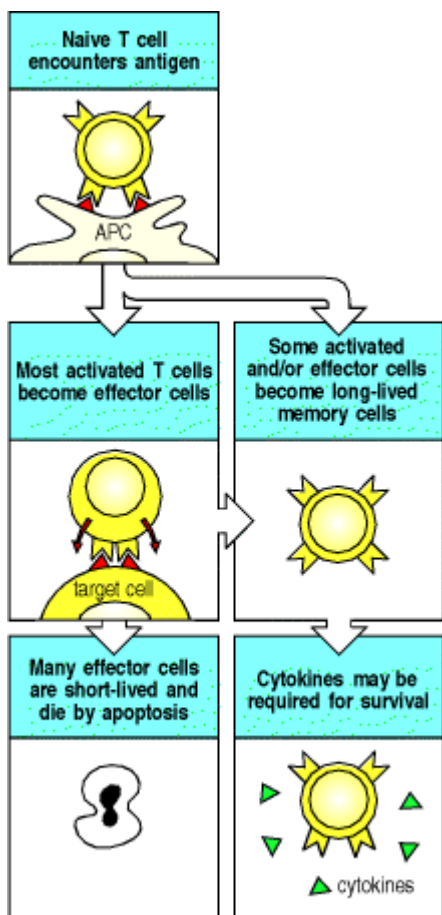 Naive T cell
encounters antigen
APC
Most activated T cells
become effector cells
Some activated
and/or effector cells
become long-lived
memory cells
target cell
Many effector cells
are short-lived and
die by apoptosis
Cytokines may be
required for survival
cytokines